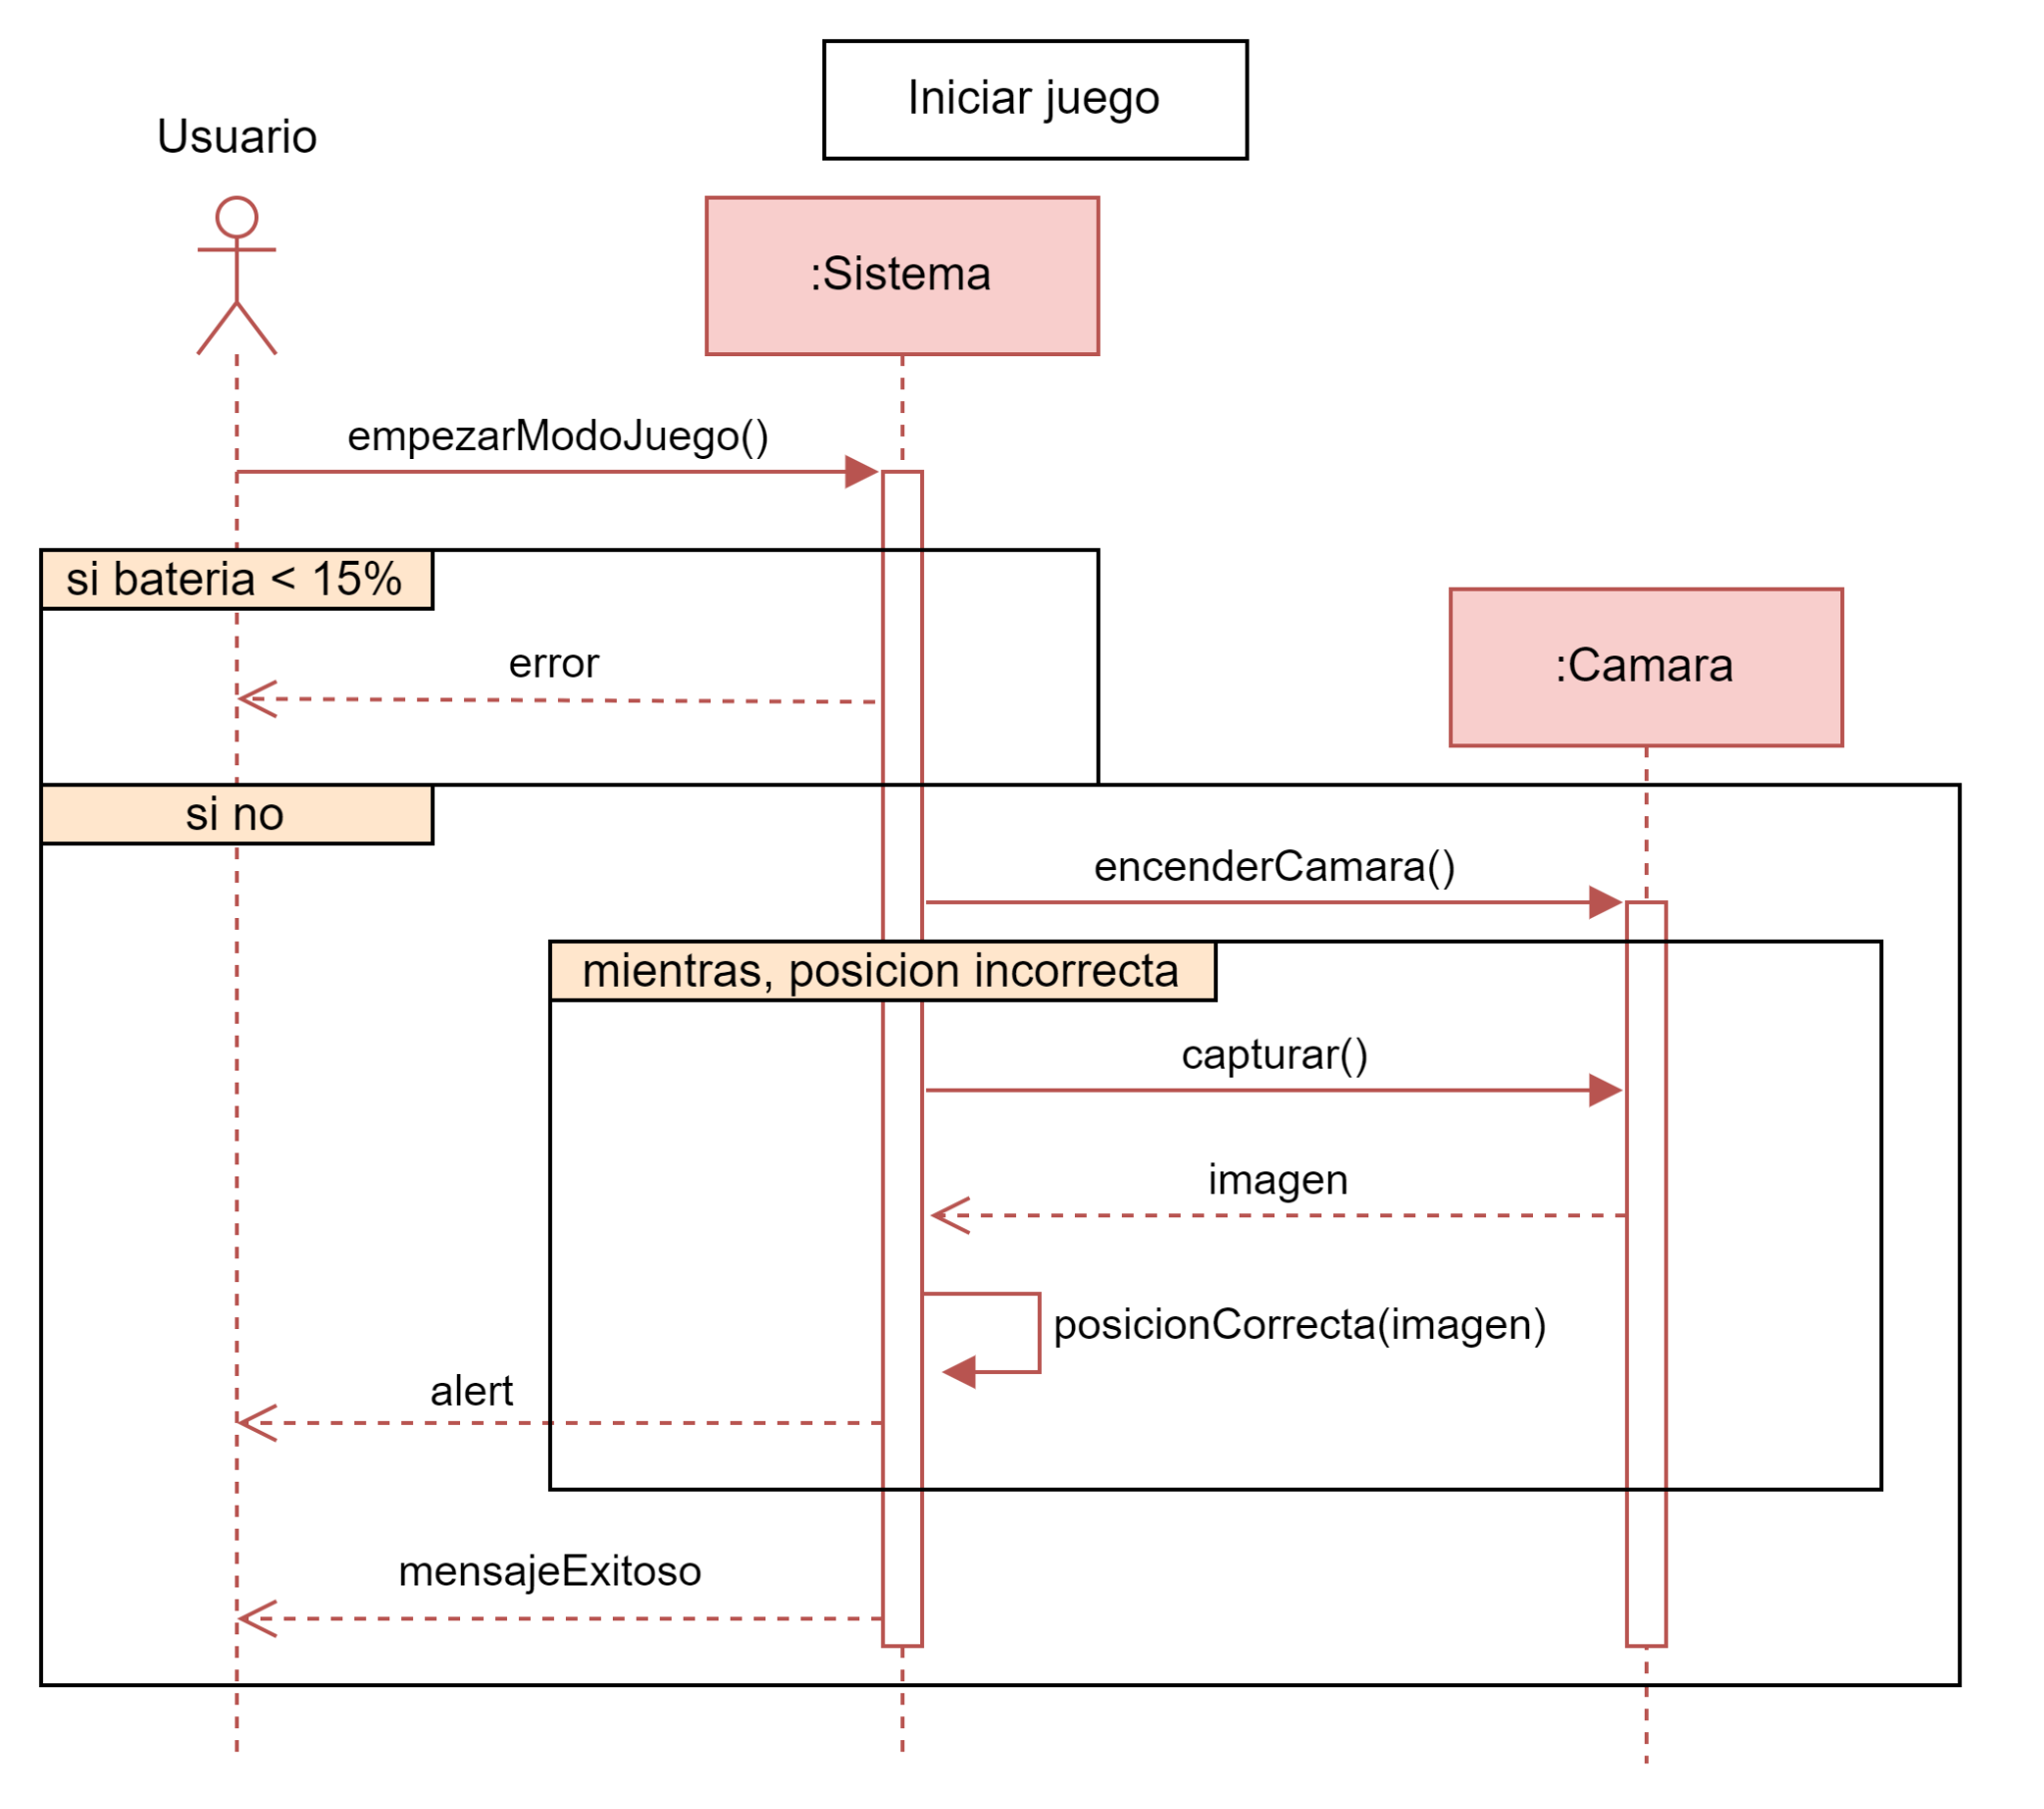 Iniciar juego
Usuario
:Sistema
empezarModoJuego()
si bateria < 15%
error
:Camara
si no
encenderCamara()
mientras, posicion incorrecta
capturar()
imagen
posicionCorrecta(imagen)
alert
mensajeExitoso